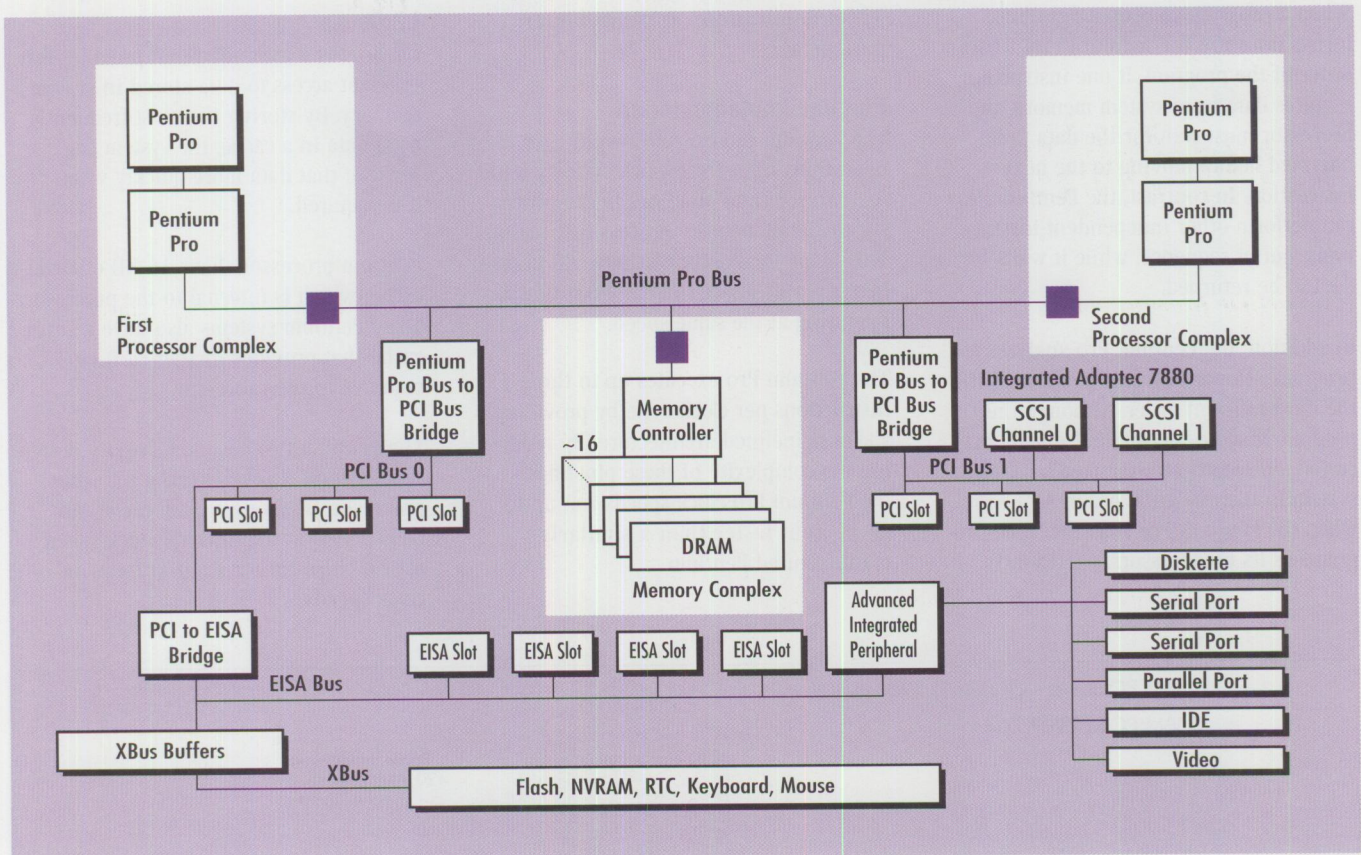 Pentium
Pro
Pentium
Pro
First
Processor Complex
Pentium Pro Bus
Pentium
Pro
Pentium
Pro
Second
Processor Complex
Pentium
Pro Bus to
PCI Bus
Bridge
PCI Bus 0
PCI Slot
PCI Slot
PCI Slot
Memory
Controller
~16
DRAM
Memory Complex
Pentium
Pro Bus to
PCI Bus
Bridge
Integrated Adapter 7880
SCSI
Channel 0
SCSI
Channel 1
PCI Bus 1
PCI Slot
PCI Slot
PCI Slot
PCI to EISA
Bridge
EISA Bus
EISA Slot
EISA Slot
EISA Slot
EISA Slot
Advanced
Integrated
Peripheral
Diskette
Serial Port
Serial Port
Parallel Port
IDE
Video
XBus Buffers
XBus
Flash, NVRAM, RTC, Keyboard, Mouse